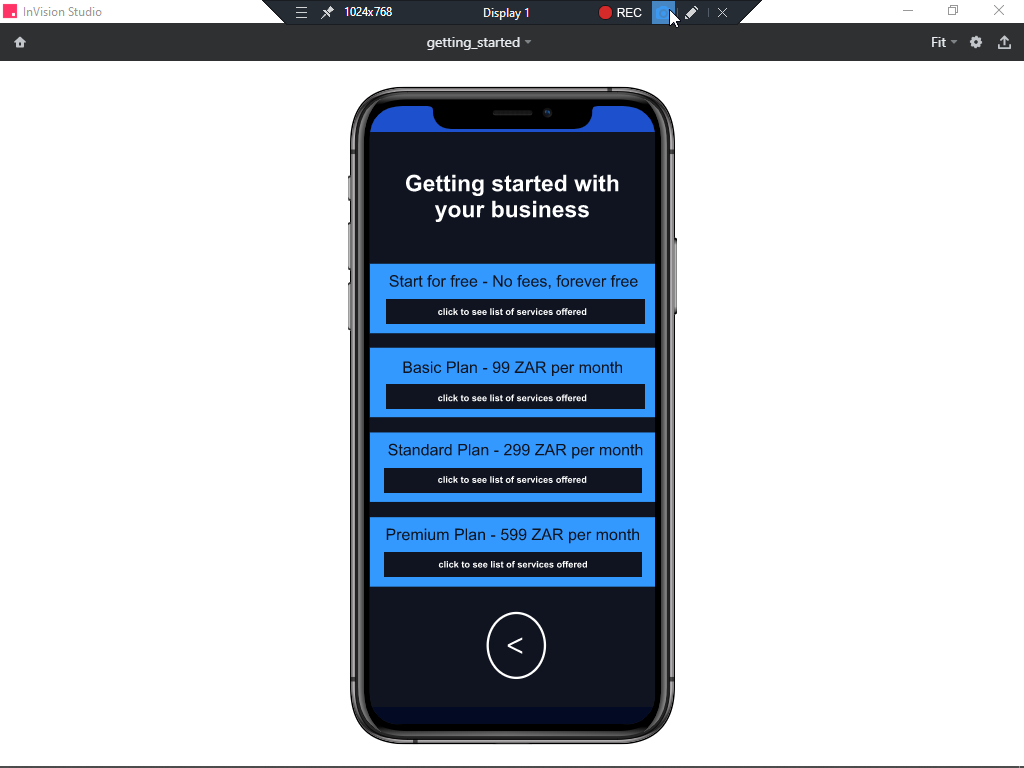 InVision Studio
1024x768
Display 1
REC
getting_started
Fit
Getting started with
your business
Start for free - No fees, forever free
click to see list of services offered
Basic Plan - 99 ZAR per month
click to see list of services offered
Standard Plan - 299 ZAR per month
click to see list of services offered
Premium Plan - 599 ZAR per month
click to see list of services offered
<